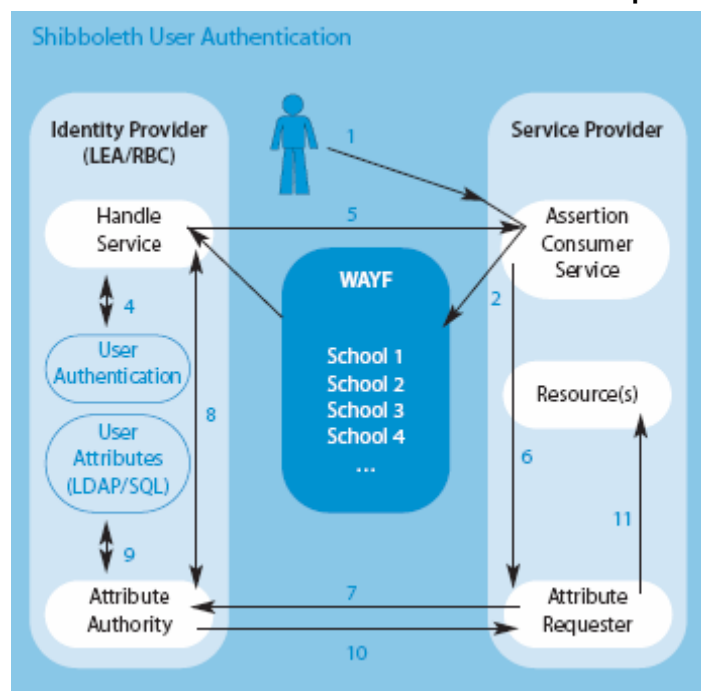 Shibboleth User Authentication
Identity Provider
(LEA/RBC)
1
Service Provider
Handle
Service
5
Assertion
Consumer
Service
WAYF
2
4
User
Authentication
School 1
School 2
School 3
School 4
...
Resource(s)
8
User
Attributes
(LDAP/SQL)
6
11
9
7
Attribute
Authority
Attribute
Requester
10